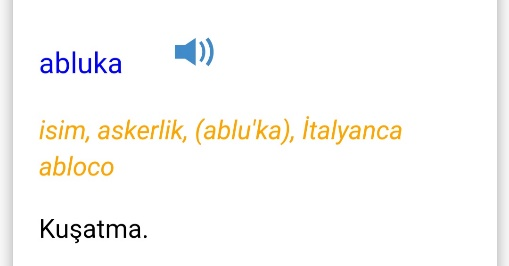 abluka
isim, askerlik, (ablu'ka), İtalyanca
abloco
Kuşatma.